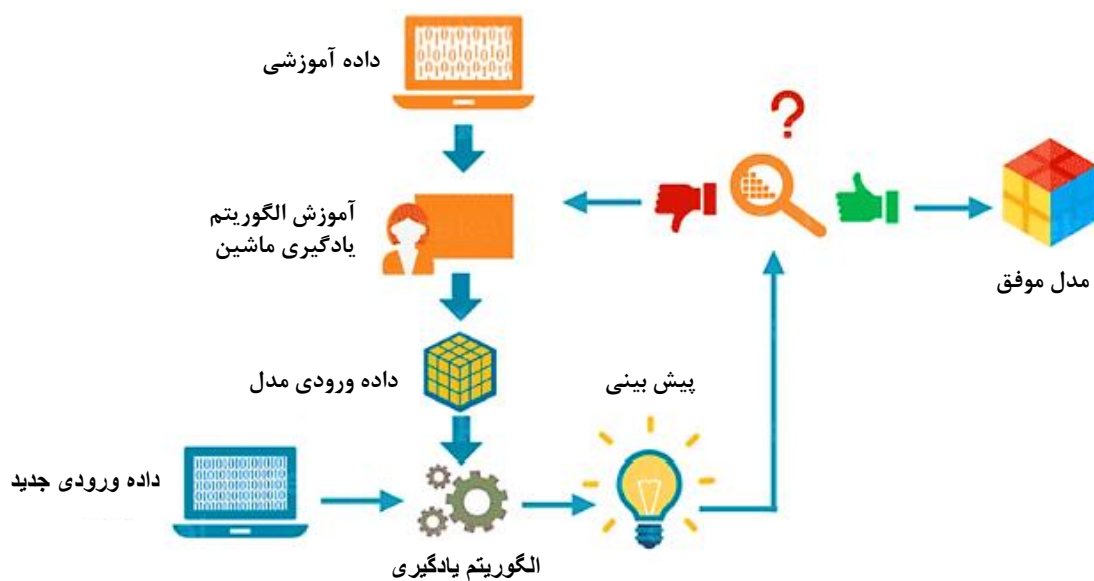 داده آموزشی
?
آموزش الگوریتم
یادگیری ماشین
مدل موفق
داده ورودی مدل
پیش بینی
داده ورودی جدید
الگوریتم یادگیری